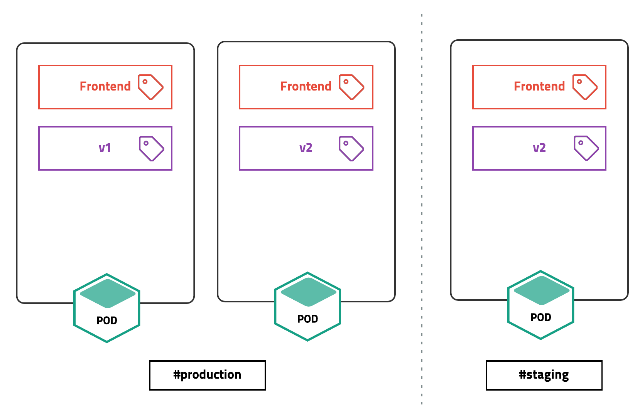 Frontend
v1
POD
Frontend
v2
POD
#production
Frontend
v2
POD
#staging